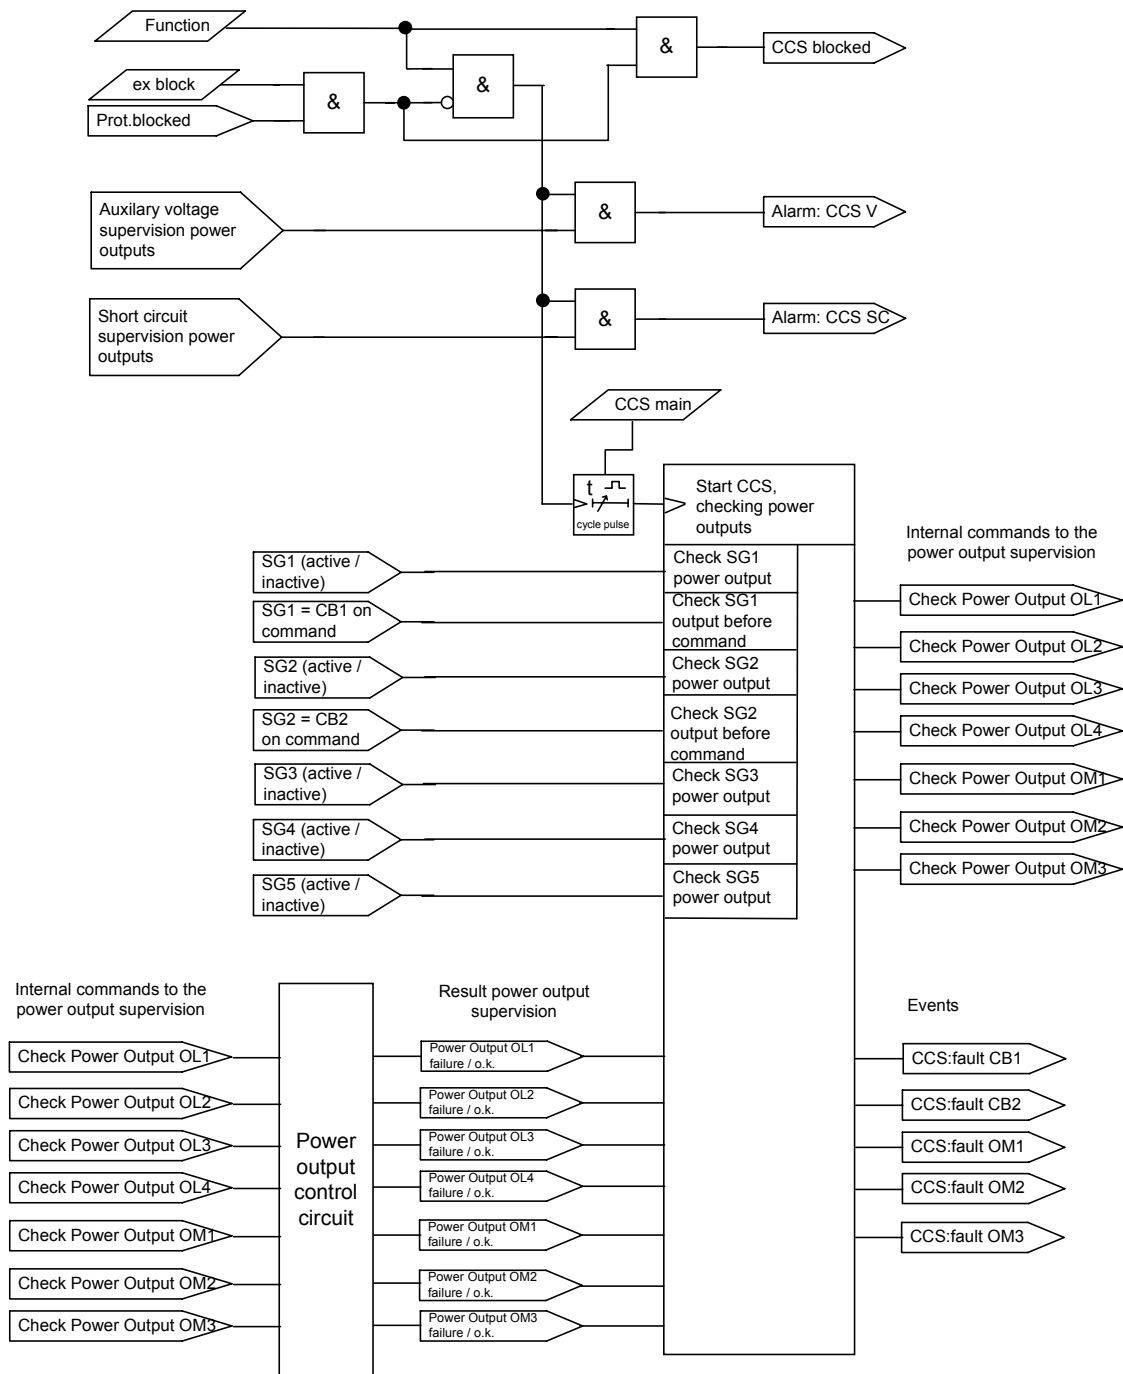 Function
&
CCS blocked
&
ex block
&
Prot.blocked
Auxilary voltage
supervision power
outputs
&
Alarm: CCS V
Short circuit
supervision power
outputs
&
Alarm: CCS SC
CCS main
t
cycle pulse
Start CCS,
checking power
outputs
Internal commands to the
power output supervision
SG1 (active /
inactive)
SG1 = CB1 on
command
SG2 (active /
inactive)
SG2 = CB2
on command
SG3 (active /
inactive)
SG4 (active /
inactive)
SG5 (active /
inactive)
Check SG1
power output
Check SG1
output before
command
Check SG2
power output
Check SG2
output before
command
Check SG3
power output
Check SG4
power output
Check SG5
power output
Check Power Output OL1
Check Power Output OL2
Check Power Output OL3
Check Power Output OL4
Check Power Output OM1
Check Power Output OM2
Check Power Output OM3
Internal commands to the
power output supervision
Check Power Output OL1
Check Power Output OL2
Check Power Output OL3
Check Power Output OL4
Check Power Output OM1
Check Power Output OM2
Check Power Output OM3
Power
output
control
circuit
Result power output
supervision
Power Output OL1
failure / o.k.
Power Output OL2
failure / o.k.
Power Output OL3
failure / o.k.
Power Output OL4
failure / o.k.
Power Output OM1
failure / o.k.
Power Output OM2
failure / o.k.
Power Output OM3
failure / o.k.
Events
CCS:fault CB1
CCS:fault CB2
CCS:fault OM1
CCS:fault OM2
CCS:fault OM3